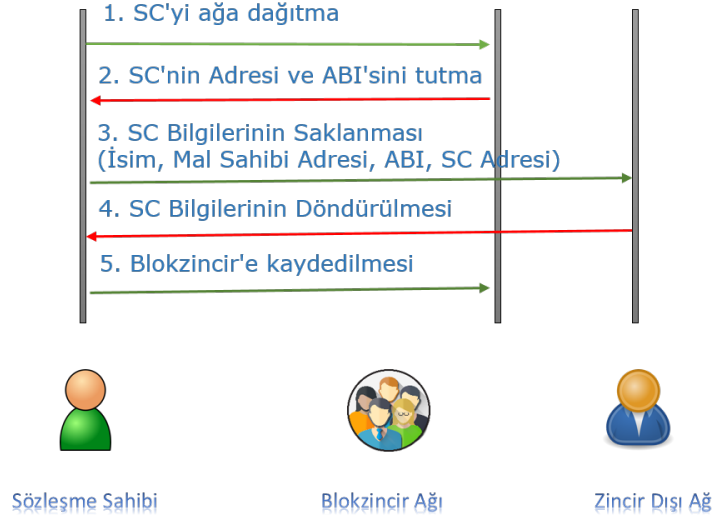 1. SC'yi ağa dağıtma
2. SC'nin Adresi ve ABI'sini tutma
3. SC Bilgilerinin Saklanması
(İsim, Mal Sahibi Adresi, ABI, SC Adresi)
4. SC Bilgilerinin Döndürülmesi
5. Blokzincir'e kaydedilmesi
Sözleşme Sahibi
Blokzincir Ağı
Zincir Dışı Ağ